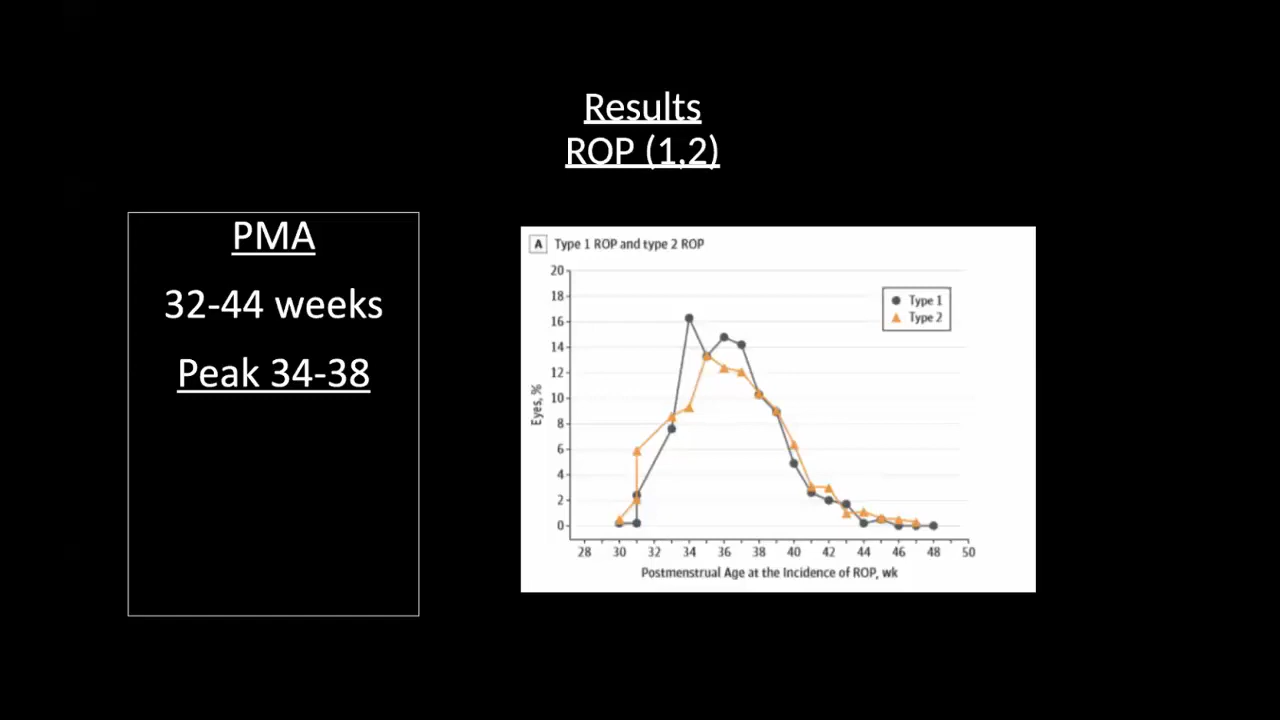 Results
ROP (1,2)
PMA
32-44 weeks
Peak 34-38
A Type 1 ROP and type 2 ROP
20
18
16
14
12
10
8
6
4
2
0
Eyes, %
Type 1
Type 2
28 30 32 34 36 38 40 42 44 46 48 50
Postmenstrual Age at the Incidence of ROP, wk